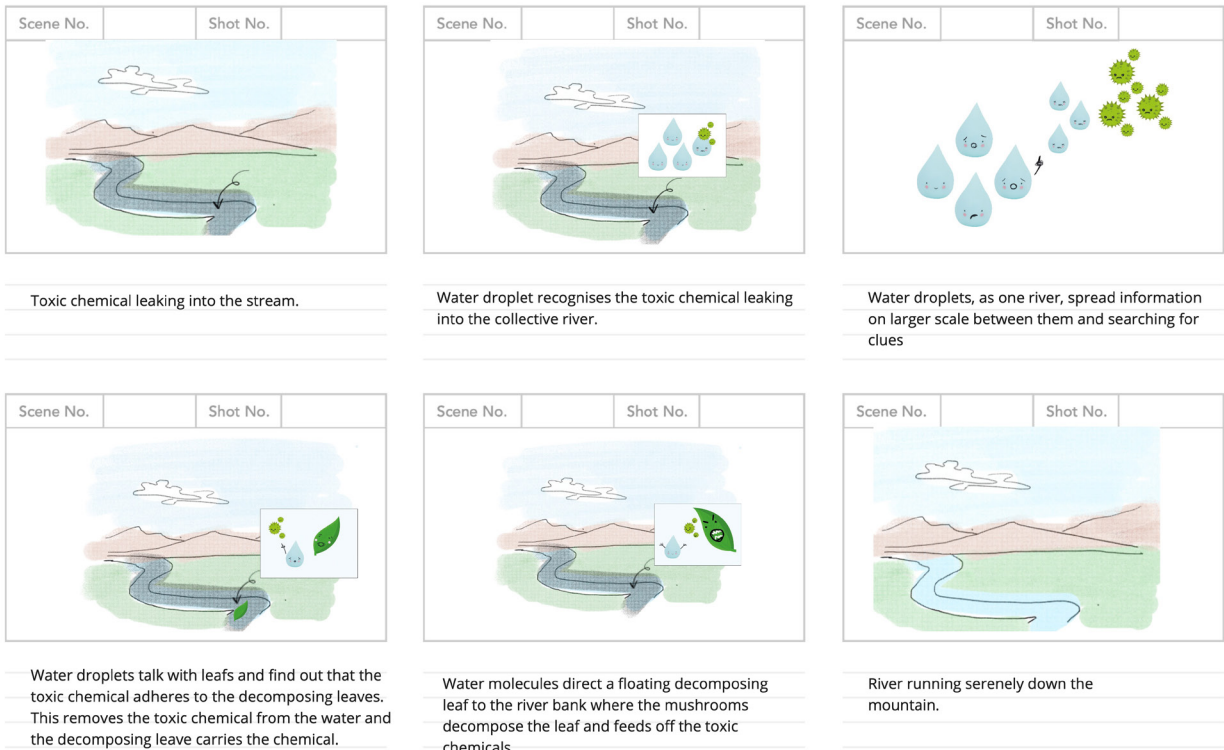 Scene No. Shot No.
Scene No. Shot No.
Scene No. Shot No.
Toxic chemical leaking into the stream.
Water droplet recognises the toxic chemical leaking
into the collective river.
Water droplets, as one river, spread information
on larger scale between them and searching for
clues
Scene No. Shot No.
Scene No. Shot No.
Scene No. Shot No.
Water droplets talk with leafs and find out that the
toxic chemical adheres to the decomposing leaves.
This removes the toxic chemical from the water and
the decomposing leave carries the chemical.
Water molecules direct a floating decomposing
leaf to the river bank where the mushrooms
decompose the leaf and feeds off the toxic
chemicals
River running serenely down the
mountain.